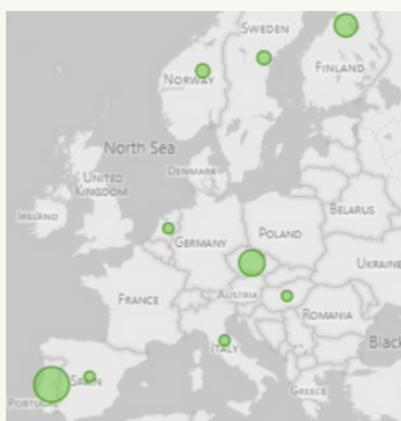 SWEDEN
NORWAY
FINLAND
North Sea
DENMARK
UNITED
KINGDOM
IRELAND
BELARUS
POLAND
GERMANY
UKRAINE
AUSTRIA
FRANCE
ROMANIA
Black
ITALY
SPAIN
PORTUGAL
GREECE